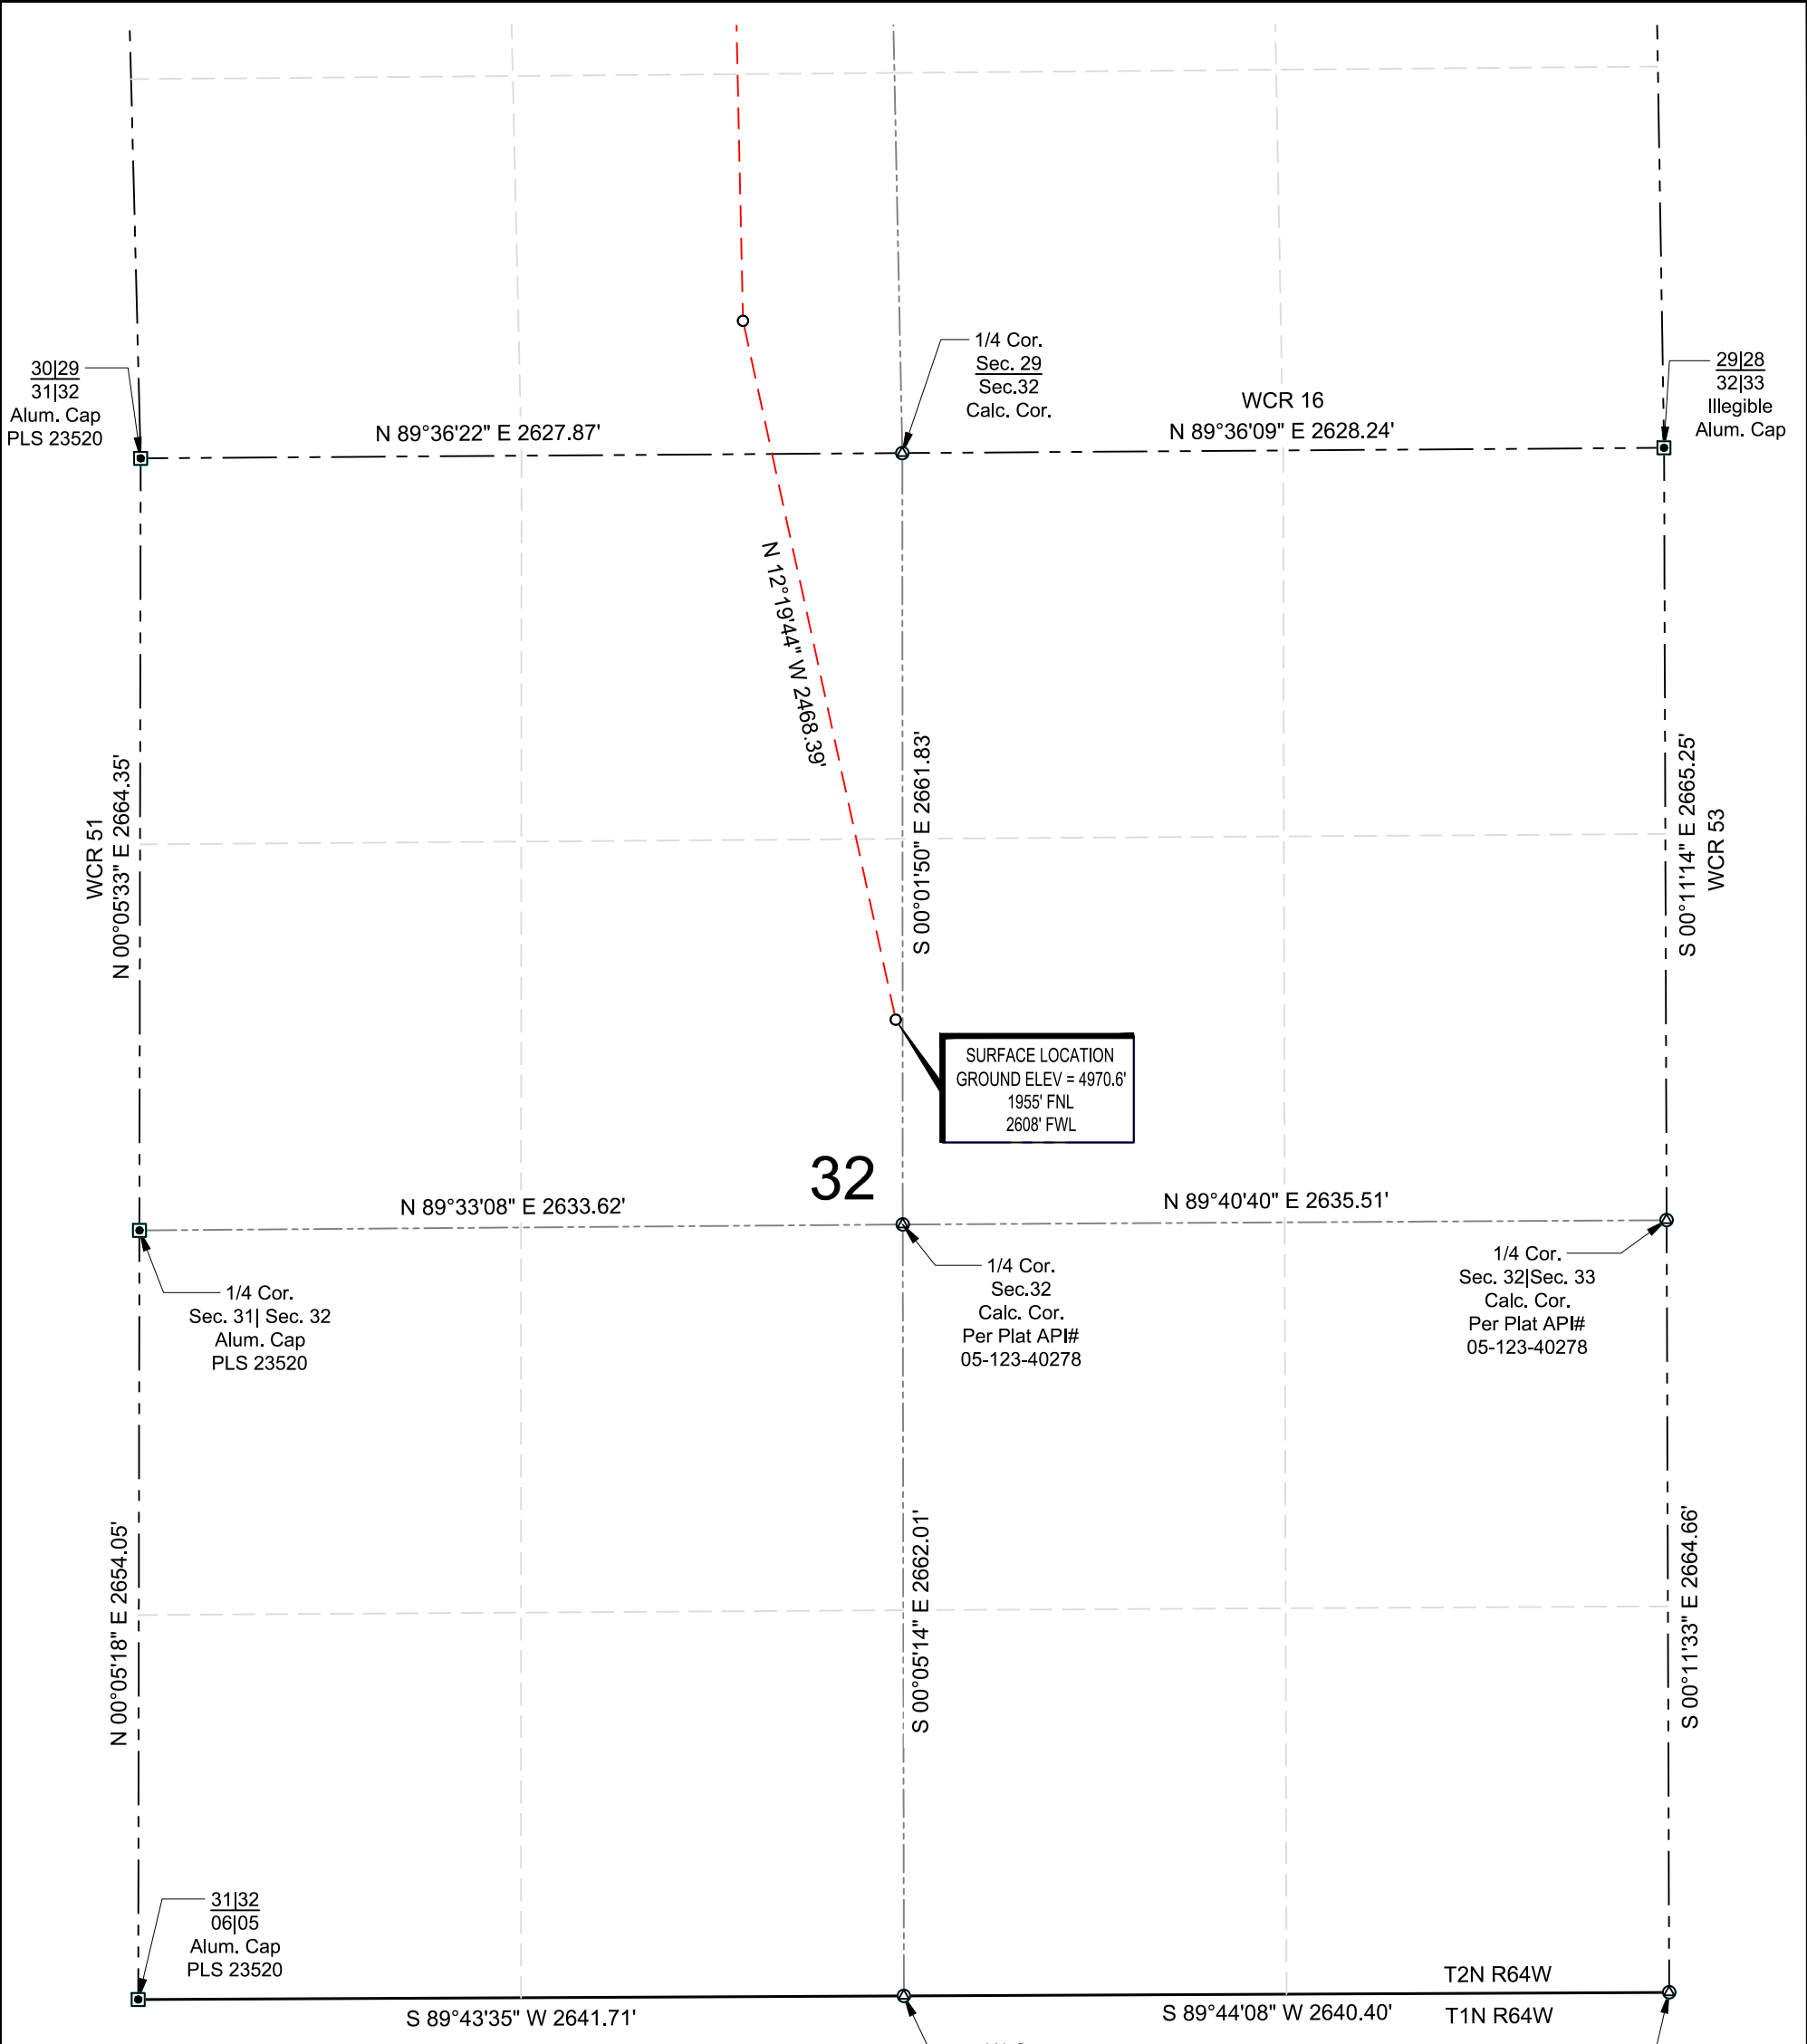 30|29
31|32
Alum. Cap
PLS 23520
N 89°36'22" E 2627.87'
1/4 Cor.
Sec. 29
Sec.32
Calc. Cor.
WCR 16
N 89°36'09" E 2628.24'
29|28
32|33
Illegible
Alum. Cap
N 12°19'44" W 2468.39'
WCR 51
N 00°05'33" E 2664.35'
S 00°01'50" E 2661.83'
S 00°11'14" E 2665.25'
WCR 53
SURFACE LOCATION
GROUND ELEV = 4970.6'
1955' FNL
2608' FWL
32
N 89°33'08" E 2633.62'
N 89°40'40" E 2635.51'
1/4 Cor.
Sec. 31| Sec. 32
Alum. Cap
PLS 23520
1/4 Cor.
Sec.32
Calc. Cor.
Per Plat API#
05-123-40278
1/4 Cor.
Sec. 32|Sec. 33
Calc. Cor.
Per Plat API#
05-123-40278
N 00°05'18" E 2654.05'
S 00°05'14" E 2662.01'
S 00°11'33" E 2664.66'
31|32
06|05
Alum. Cap
PLS 23520
S 89°43'35" W 2641.71'
S 89°44'08" W 2640.40'
T2N R64W
T1N R64W